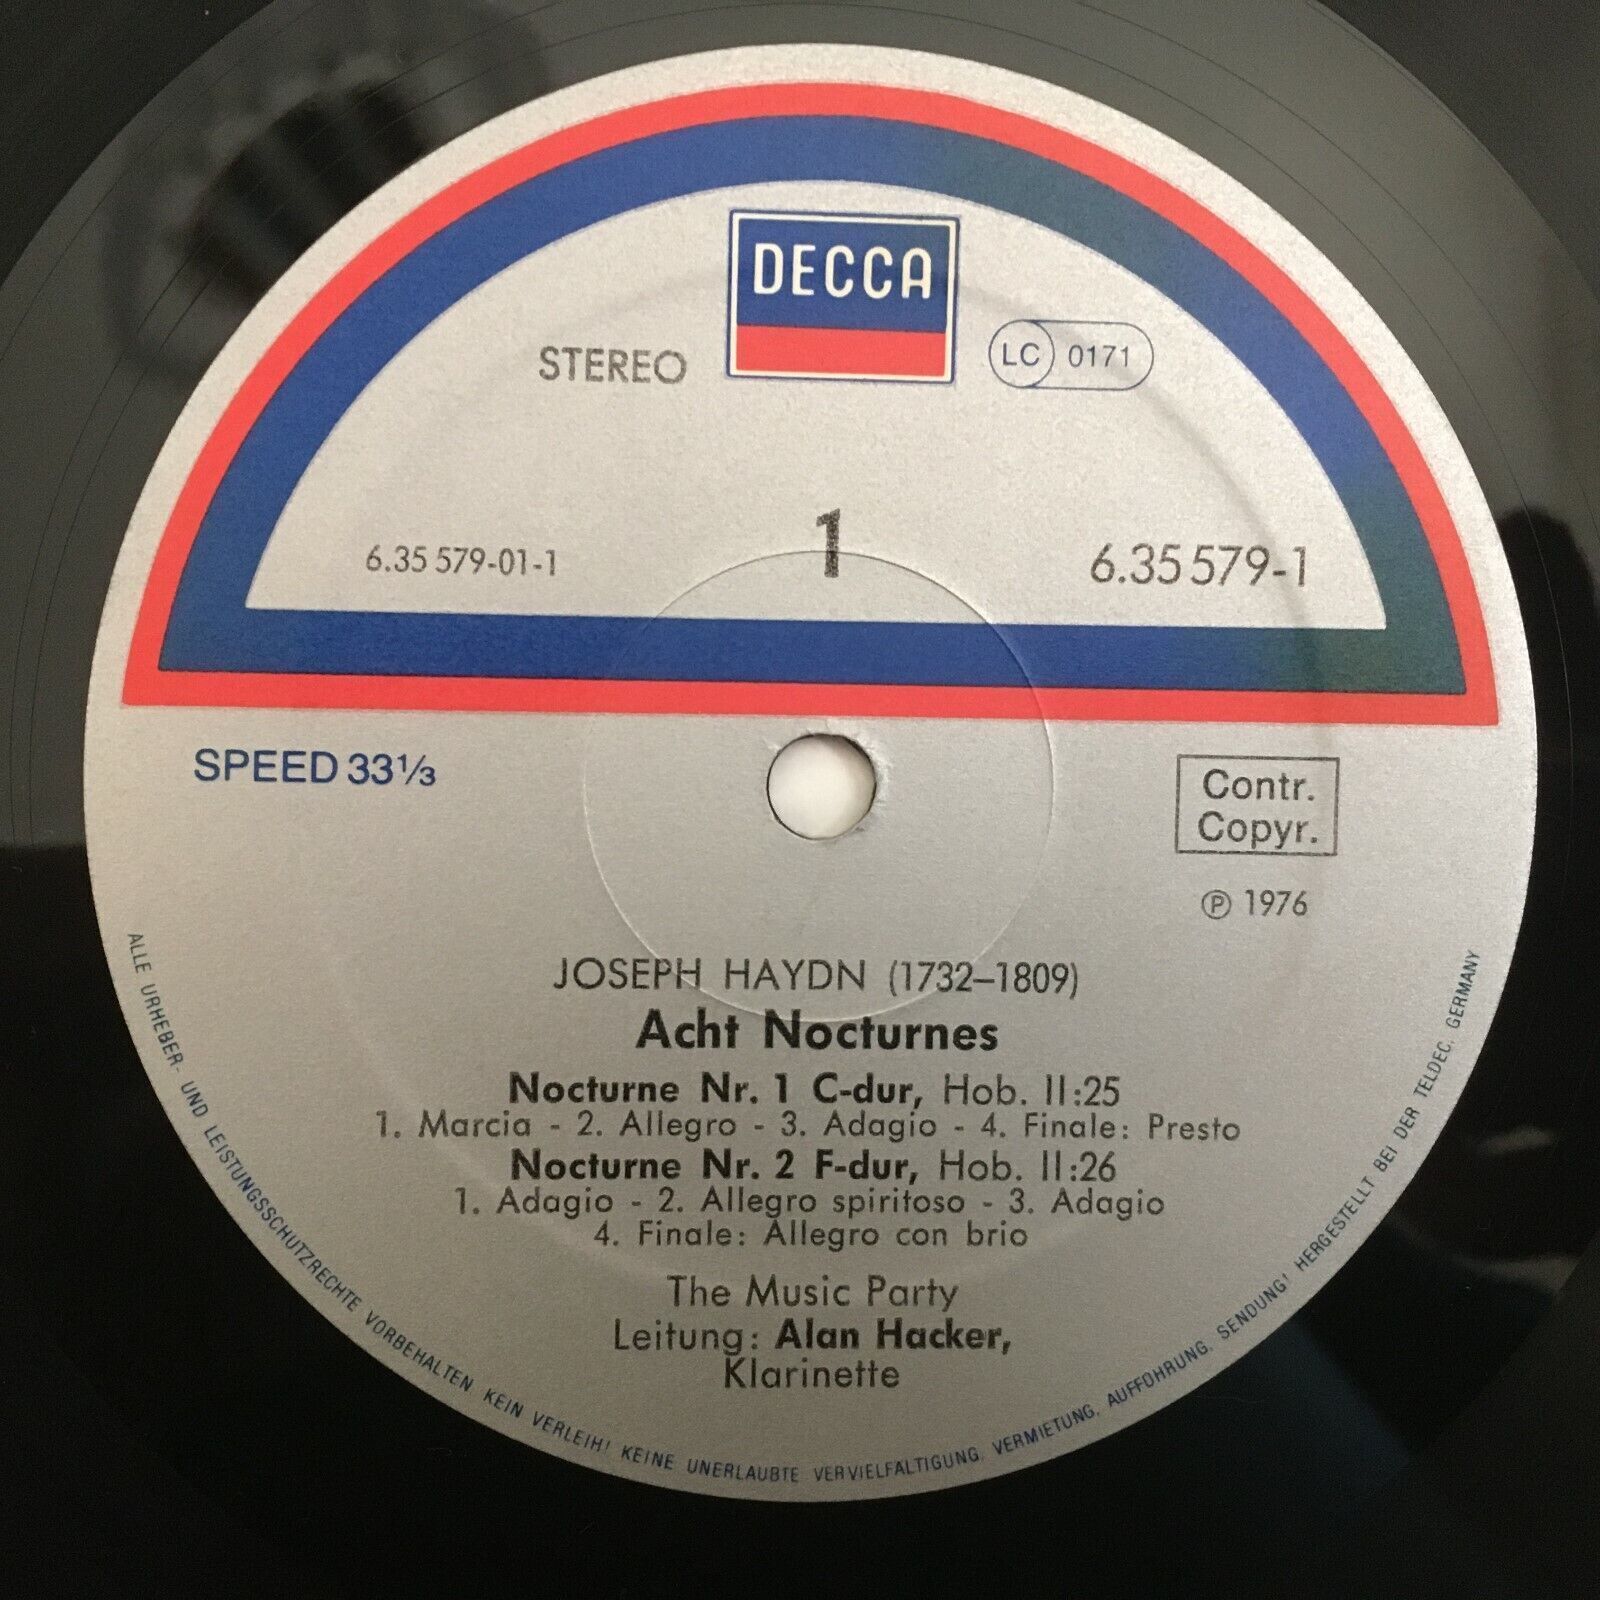 DECCA
STEREO
LC 0171
6.35 579-01-1
1
6.35 579-1
SPEED 33 1/3
Contr.
Copyr.
℗ 1976
JOSEPH HAYDN (1732–1809)
Acht Nocturnes
Nocturne Nr. 1 C-dur, Hob. II:25
1. Marcia - 2. Allegro - 3. Adagio - 4. Finale: Presto
Nocturne Nr. 2 F-dur, Hob. II:26
1. Adagio - 2. Allegro spiritoso - 3. Adagio
4. Finale: Allegro con brio
The Music Party
Leitung: Alan Hacker,
Klarinette
ALLE URHEBER- UND LEISTUNGSSCHUTZRECHTE VORBEHALTEN KEIN VERLEIH! KEINE UNERLAUBTE VERVIELFÄLTIGUNG, VERMIETUNG, AUFFÜHRUNG, SENDUNG! HERGESTELLT BEI DER TELDEC, GERMANY